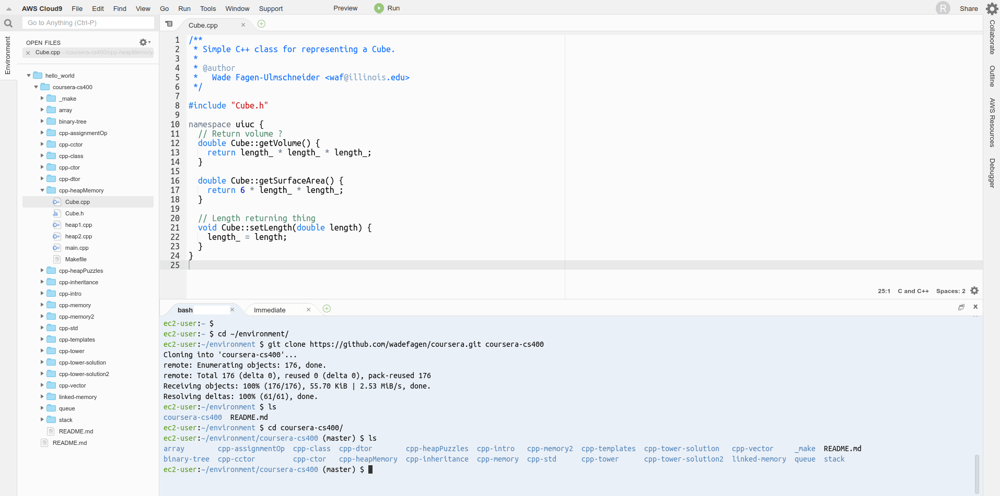 AWS Cloud9 File Edit Find View Go Run Tools Window Support Preview Run R Share
Go to Anything (Ctrl-P)
Environment
OPEN FILES
Cube.cpp - /coursera-cs400/cpp-heapMemory/
hello_world
coursera-cs400
_make
array
binary-tree
cpp-assignmentOp
cpp-cctor
cpp-class
cpp-ctor
cpp-dtor
cpp-heapMemory
Cube.cpp
Cube.h
heap1.cpp
heap2.cpp
main.cpp
Makefile
cpp-heapPuzzles
cpp-inheritance
cpp-intro
cpp-memory
cpp-memory2
cpp-std
cpp-templates
cpp-tower
cpp-tower-solution
cpp-tower-solution2
cpp-vector
linked-memory
queue
stack
README.md
README.md
Cube.cpp
1 /**
2  * Simple C++ class for representing a Cube.
3  *
4  * @author
5  *   Wade Fagen-Ulmschneider <waf@illinois.edu>
6  */
7
8 #include "Cube.h"
9
10 namespace uiuc {
11   // Return volume ?
12   double Cube::getVolume() {
13     return length_ * length_ * length_;
14   }
15
16   double Cube::getSurfaceArea() {
17     return 6 * length_ * length_;
18   }
19
20   // Length returning thing
21   void Cube::setLength(double length) {
22     length_ = length;
23   }
24 }
25
25:1 C and C++ Spaces: 2
bash Immediate
ec2-user:~ $
ec2-user:~ $ cd ~/environment/
ec2-user:~/environment $ git clone https://github.com/wadefagen/coursera.git coursera-cs400
Cloning into 'coursera-cs400'...
remote: Enumerating objects: 176, done.
remote: Total 176 (delta 0), reused 0 (delta 0), pack-reused 176
Receiving objects: 100% (176/176), 55.70 KiB | 2.53 MiB/s, done.
Resolving deltas: 100% (61/61), done.
ec2-user:~/environment $ ls
coursera-cs400  README.md
ec2-user:~/environment $ cd coursera-cs400/
ec2-user:~/environment/coursera-cs400 (master) $ ls
array        cpp-assignmentOp  cpp-class  cpp-dtor        cpp-heapPuzzles  cpp-intro   cpp-memory2  cpp-templates  cpp-tower-solution   cpp-vector     _make  README.md
binary-tree  cpp-cctor         cpp-ctor   cpp-heapMemory  cpp-inheritance  cpp-memory  cpp-std      cpp-tower      cpp-tower-solution2  linked-memory  queue  stack
ec2-user:~/environment/coursera-cs400 (master) $
Collaborate
Outline
AWS Resources
Debugger